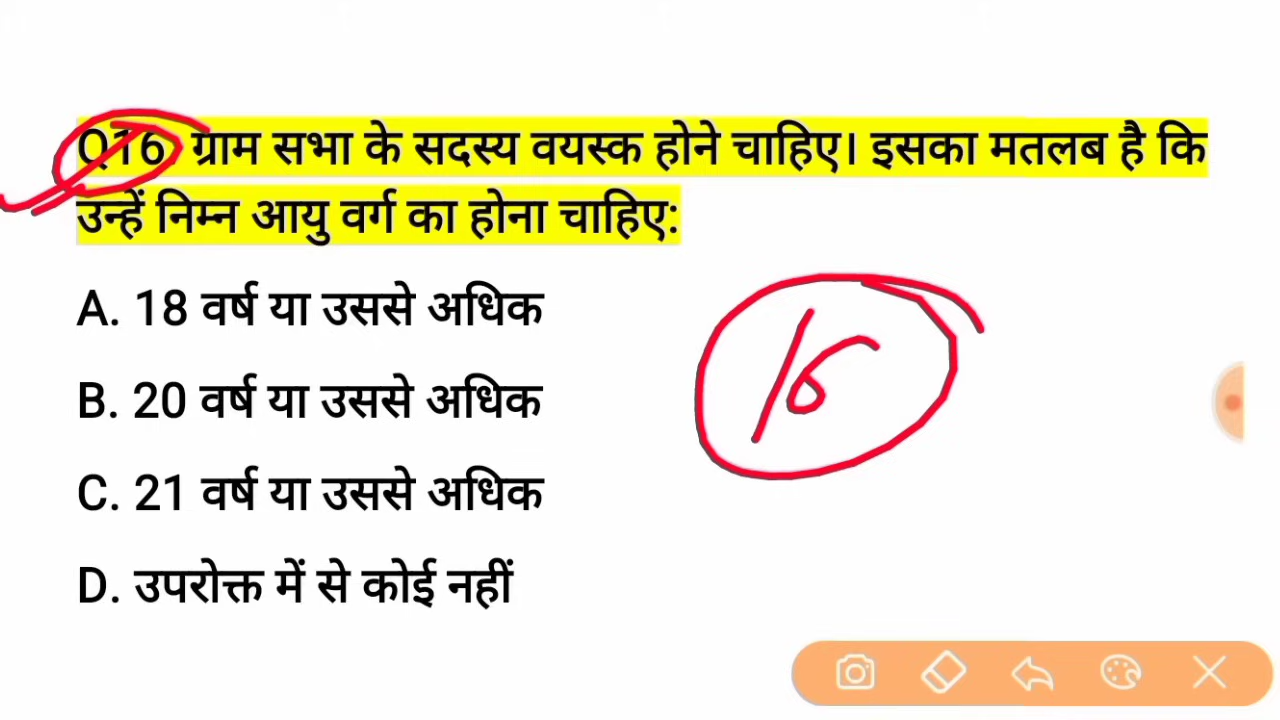 Q16. ग्राम सभा के सदस्य वयस्क होने चाहिए। इसका मतलब है कि
उन्हें निम्न आयु वर्ग का होना चाहिए:
A. 18 वर्ष या उससे अधिक
B. 20 वर्ष या उससे अधिक
C. 21 वर्ष या उससे अधिक
D. उपरोक्त में से कोई नहीं